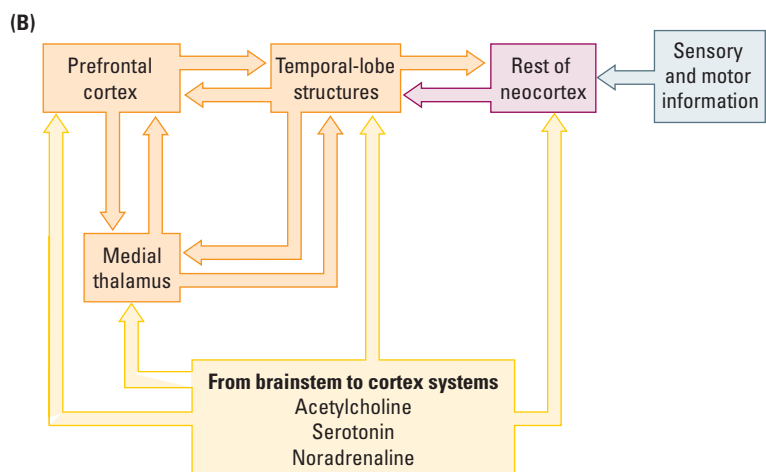 (B)
Prefrontal
cortex
Temporal-lobe
structures
Rest of
neocortex
Sensory
and motor
information
Medial
thalamus
From brainstem to cortex systems
Acetylcholine
Serotonin
Noradrenaline